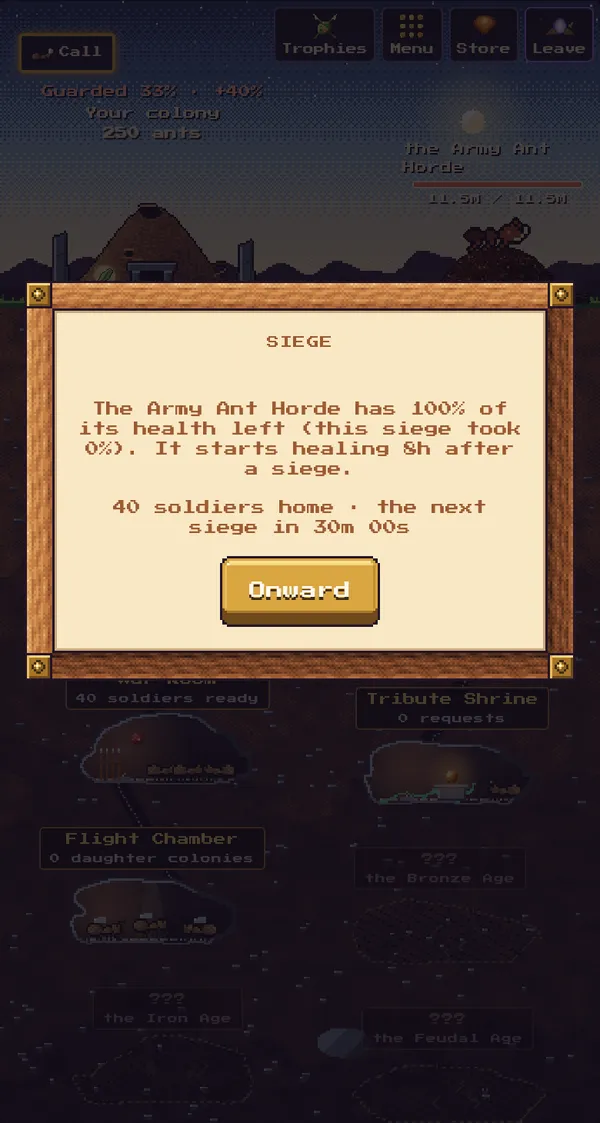 Call
Trophies
Menu
Store
Leave
Guarded 33% · +40%
Your colony
250 ants
the Army Ant
Horde
11.5M / 11.5M
SIEGE
The Army Ant Horde has 100% of
its health left (this siege took
0%). It starts healing 8h after
a siege.
40 soldiers home · the next
siege in 30m 00s
Onward
War Room
40 soldiers ready
Tribute Shrine
0 requests
Flight Chamber
0 daughter colonies
???
the Bronze Age
???
the Iron Age
???
the Feudal Age